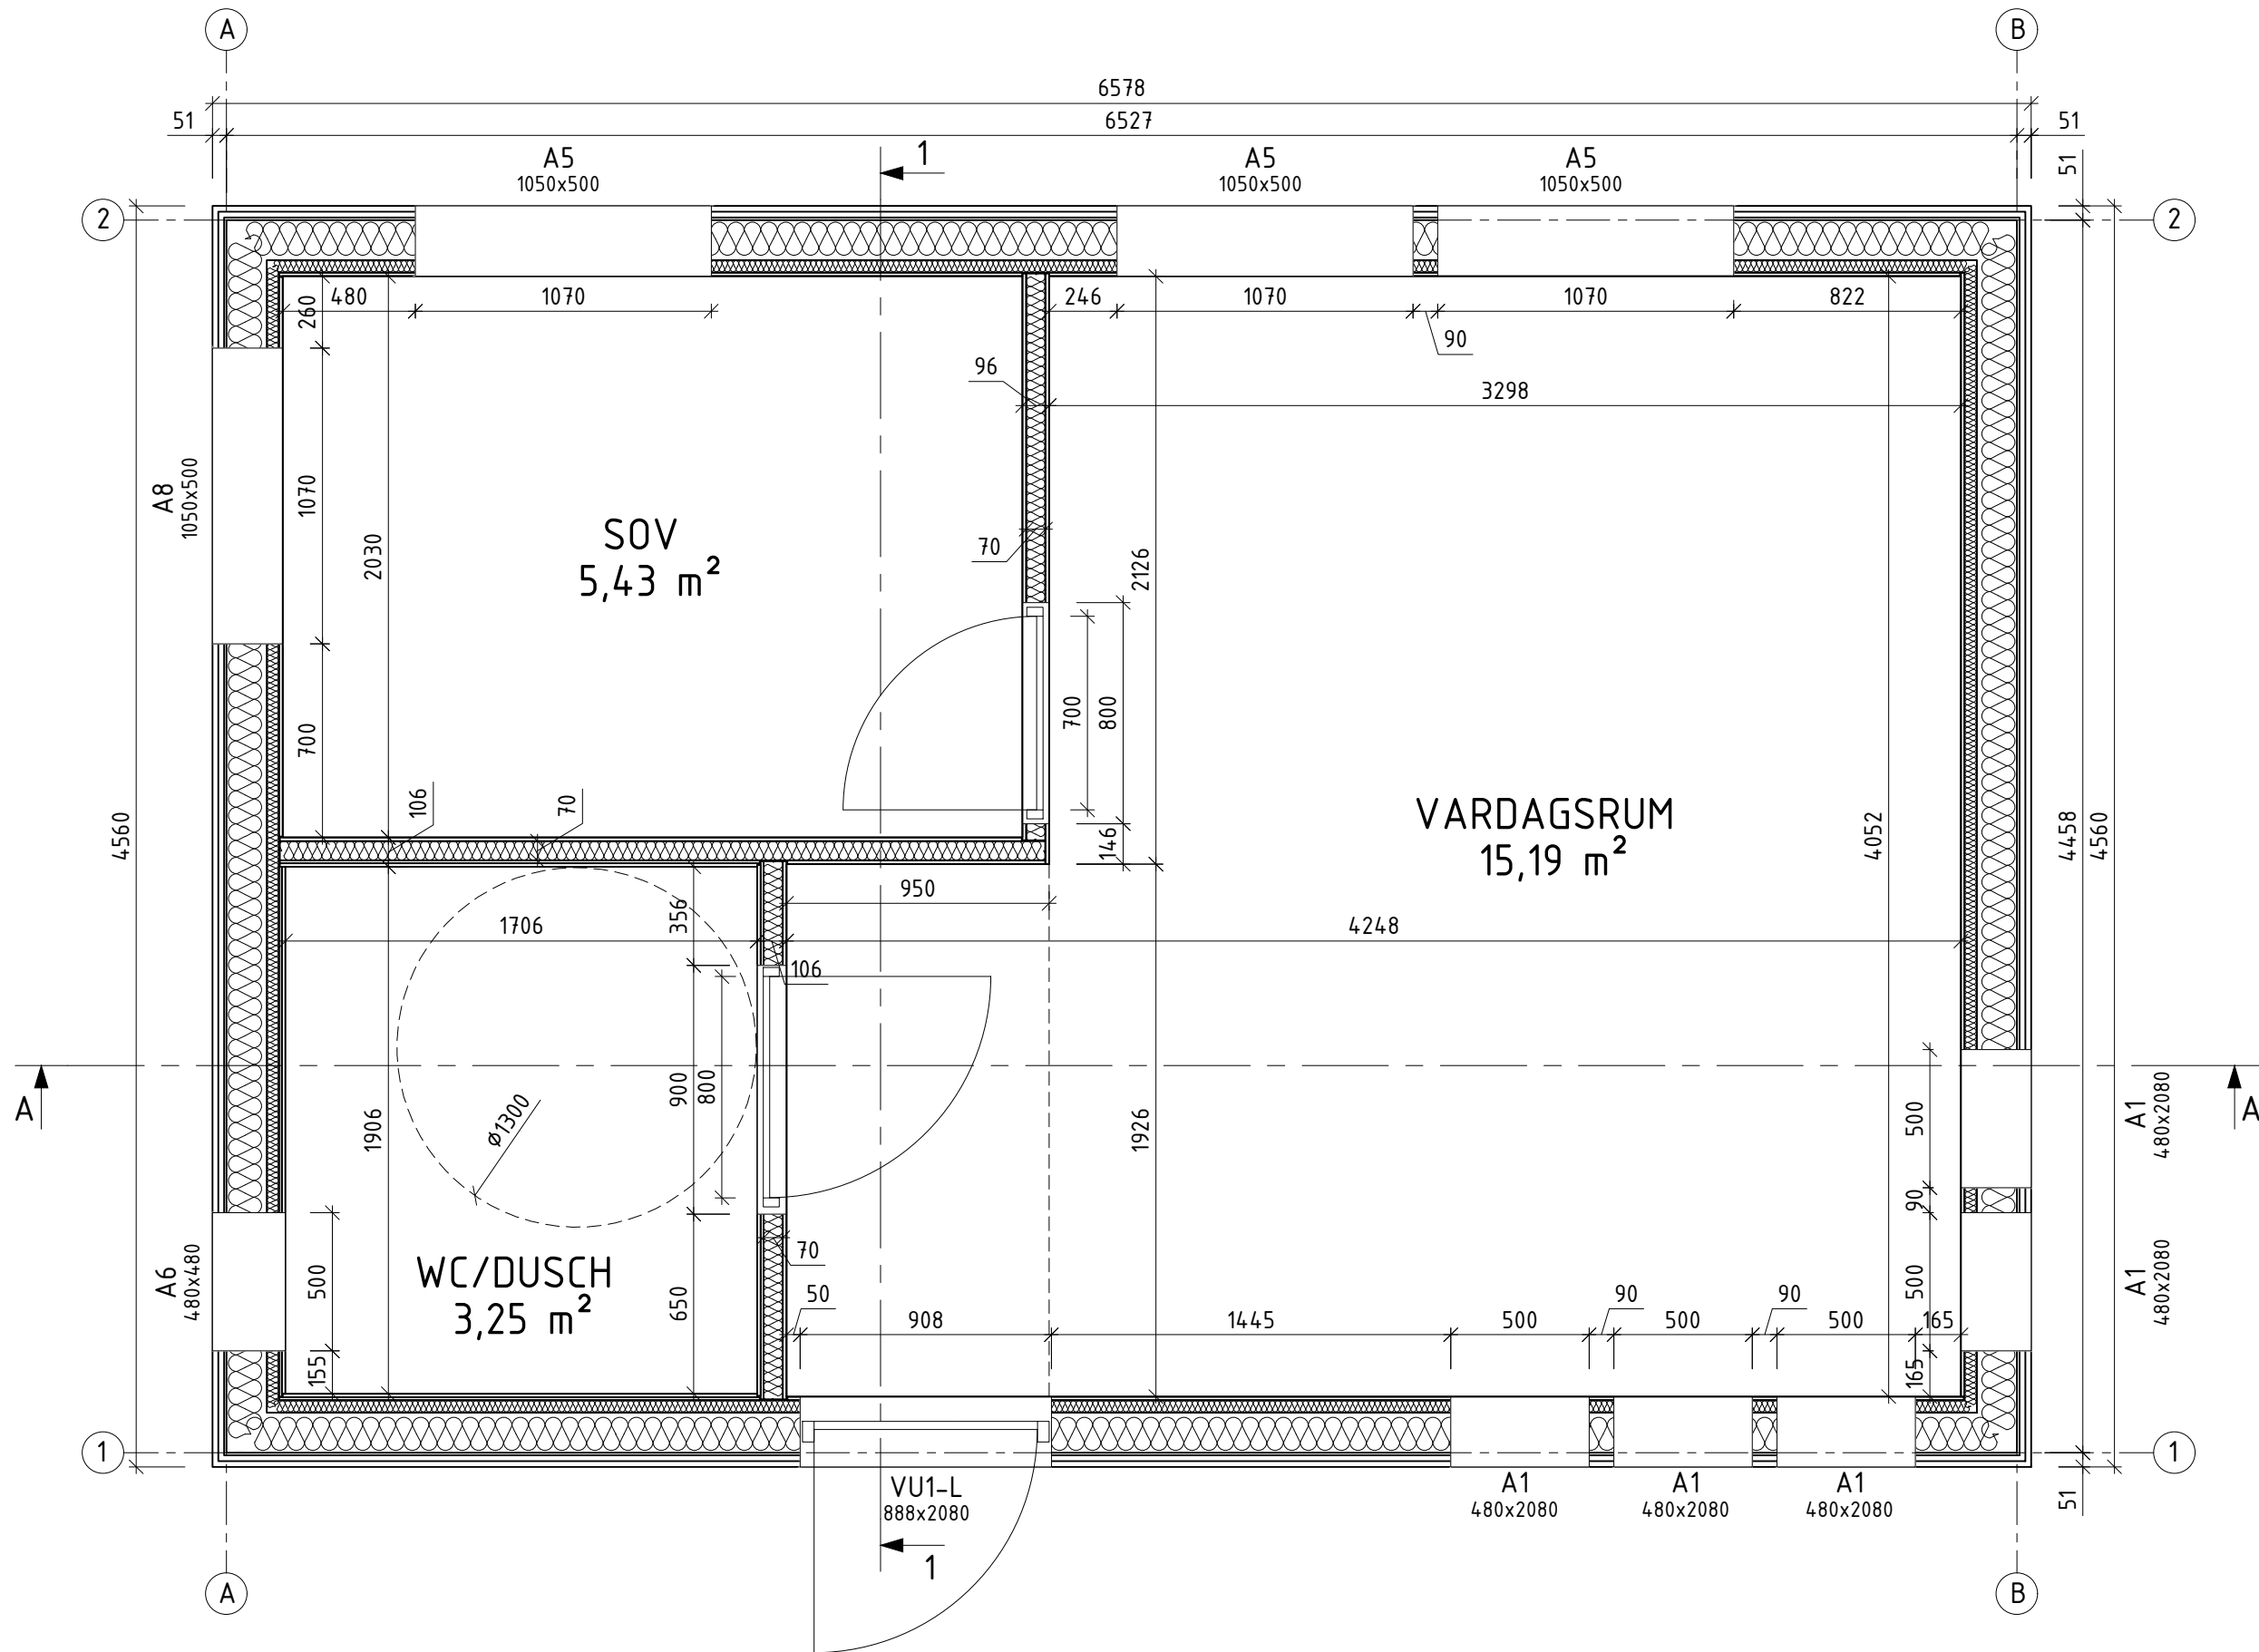 A
B
6578
51
6527
51
A5
1050x500
1
A5
1050x500
A5
1050x500
51
2
2
260
480
1070
246
1070
90
1070
822
96
3298
A8
1050x500
1070
2030
SOV
5,43 m²
70
2126
700
800
700
106
70
146
4560
VARDAGSRUM
15,19 m²
4052
4458
4560
950
356
1706
106
4248
A
900
800
ø1300
1906
1926
500
A1
480x2080
A
90
A6
480x480
500
155
WC/DUSCH
3,25 m²
650
70
50
908
1445
500
90
500
90
500
165
500
165
A1
480x2080
1
1
VU1-L
888x2080
A1
480x2080
A1
480x2080
A1
480x2080
51
1
A
B